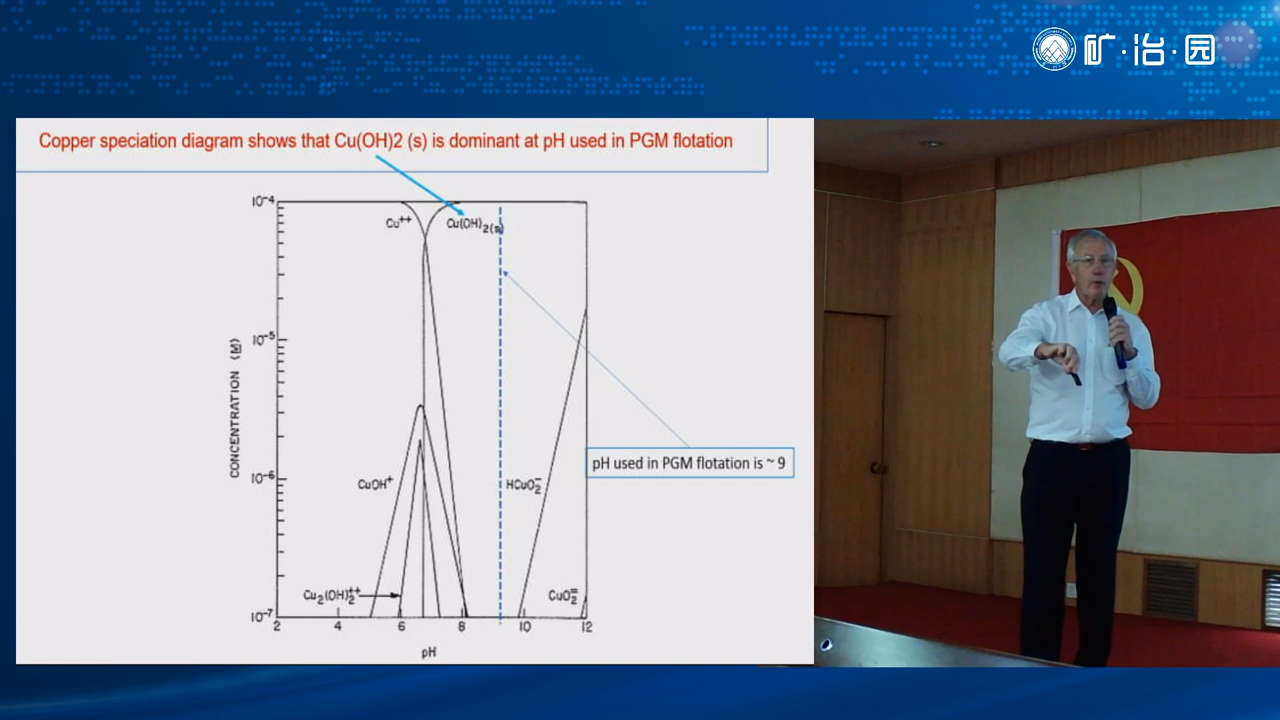 矿·冶·园
Copper speciation diagram shows that Cu(OH)2 (s) is dominant at pH used in PGM flotation
10⁻⁴
Cu⁺⁺
Cu(OH)₂₍ₛ₎
10⁻⁵
CONCENTRATION (M)
pH used in PGM flotation is ~ 9
10⁻⁶
CuOH⁺
HCuO₂⁻
Cu₂(OH)₂⁺⁺
CuO₂⁼
10⁻⁷
2 4 6 8 10 12
pH